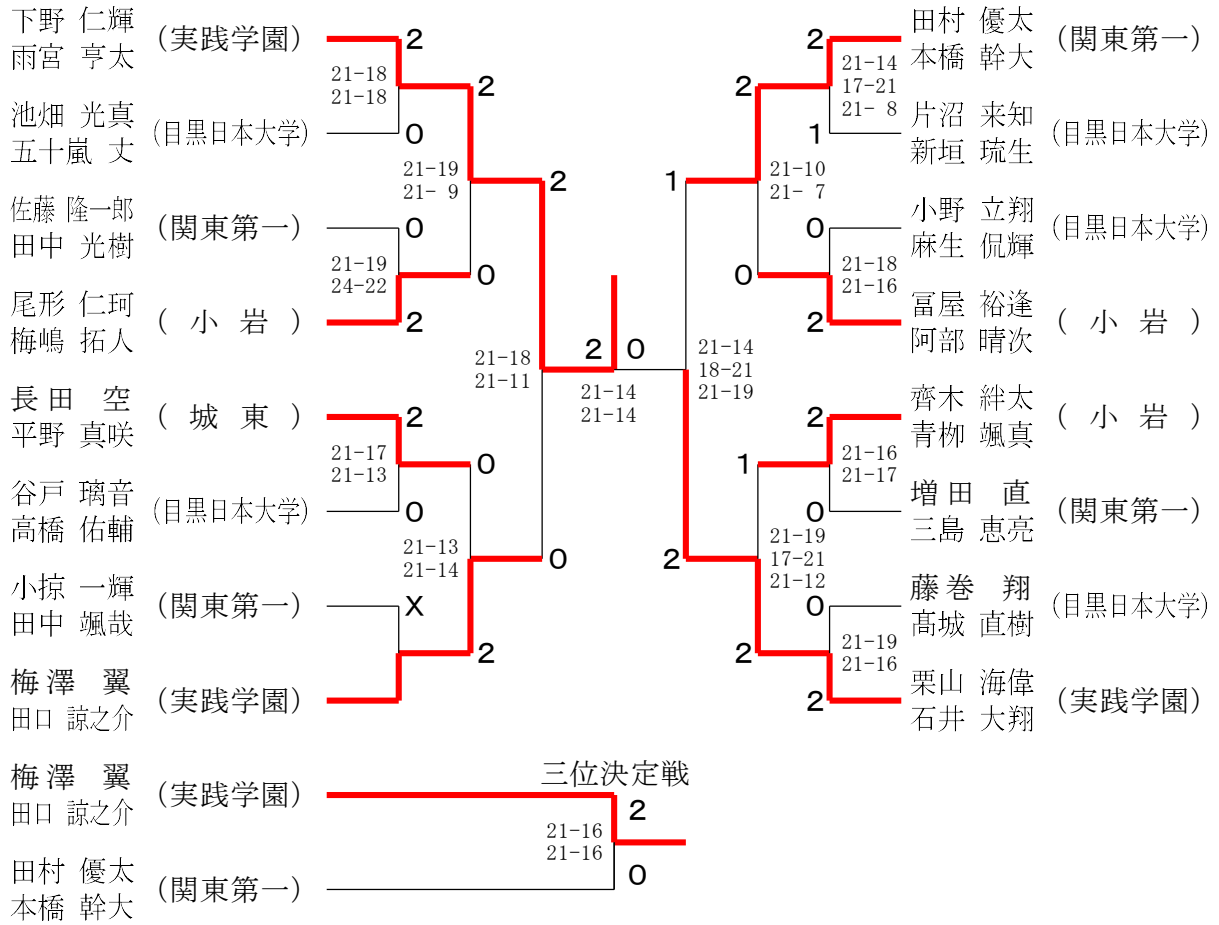 下野 仁輝
雨宮 亨太
(実践学園)
2
21-18
21-18
池畑 光真
五十嵐 丈
(目黒日本大学)
0
2
21-19
21- 9
佐藤 隆一郎
田中 光樹
(関東第一)
0
21-19
24-22
尾形 仁珂
梅嶋 拓人
( 小 岩 )
2
0
2
21-18
21-11
長田 空
平野 真咲
( 城 東 )
2
21-17
21-13
谷戸 璃音
高橋 佑輔
(目黒日本大学)
0
0
21-13
21-14
小掠 一輝
田中 颯哉
(関東第一)
X
梅澤 翼
田口 諒之介
(実践学園)
2
0
2 0
21-14
21-14
田村 優太
本橋 幹大
(関東第一)
2
21-14
17-21
21- 8
片沼 来知
新垣 琉生
(目黒日本大学)
1
2
21-10
21- 7
小野 立翔
麻生 侃輝
(目黒日本大学)
0
21-18
21-16
冨屋 裕逢
阿部 晴次
( 小 岩 )
2
0
1
21-14
18-21
21-19
齊木 絆太
青栁 颯真
( 小 岩 )
2
21-16
21-17
増田 直
三島 恵亮
(関東第一)
0
1
21-19
17-21
21-12
藤巻 翔
髙城 直樹
(目黒日本大学)
0
21-19
21-16
栗山 海偉
石井 大翔
(実践学園)
2
2
2
三位決定戦
梅澤 翼
田口 諒之介
(実践学園)
2
21-16
21-16
田村 優太
本橋 幹大
(関東第一)
0